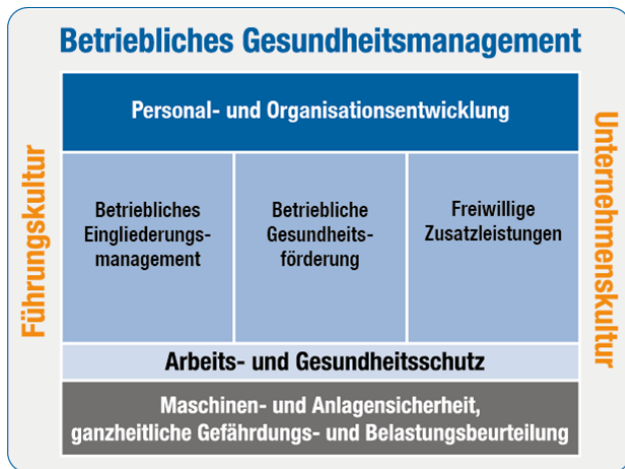 Betriebliches Gesundheitsmanagement
Führungskultur
Personal- und Organisationsentwicklung
Betriebliches
Eingliederungs-
management
Betriebliche
Gesundheits-
förderung
Freiwillige
Zusatzleistungen
Arbeits- und Gesundheitsschutz
Maschinen- und Anlagensicherheit,
ganzheitliche Gefährdungs- und Belastungsbeurteilung
Unternehmenskultur